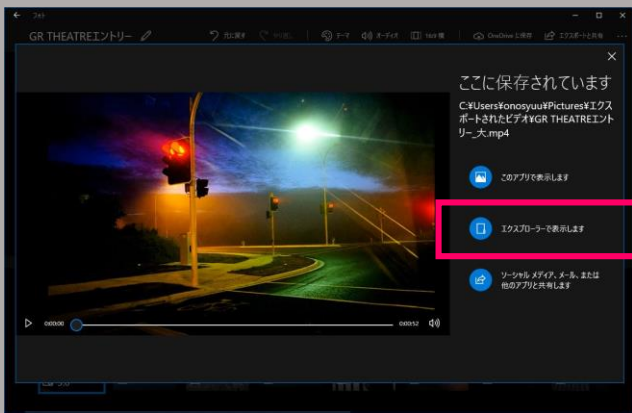 フォト
GR THEATREエントリー
元に戻す
テーマ
オーディオ
16:9 横
OneDrive に保存
エクスポートと共有
ここに保存されています
C:¥Users¥onosyuu¥Pictures¥エクス
ポートされたビデオ¥GR THEATREエント
リー_大.mp4
このアプリで表示します
エクスプローラーで表示します
ソーシャル メディア、メール、または
他のアプリと共有します
0:00:00
0:00:52